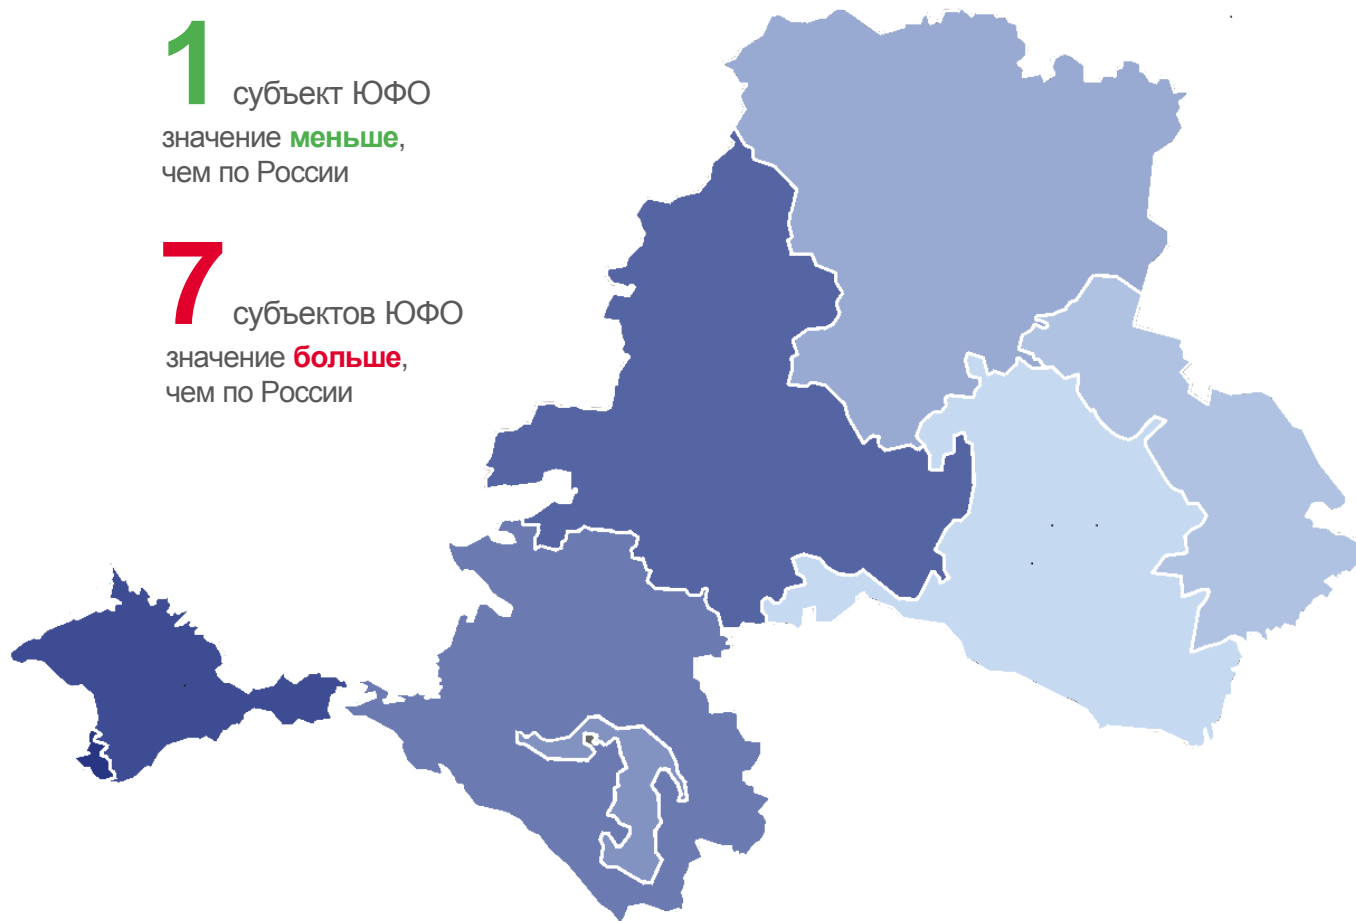 1 субъект ЮФО
значение меньше,
чем по России
7 субъектов ЮФО
значение больше,
чем по России